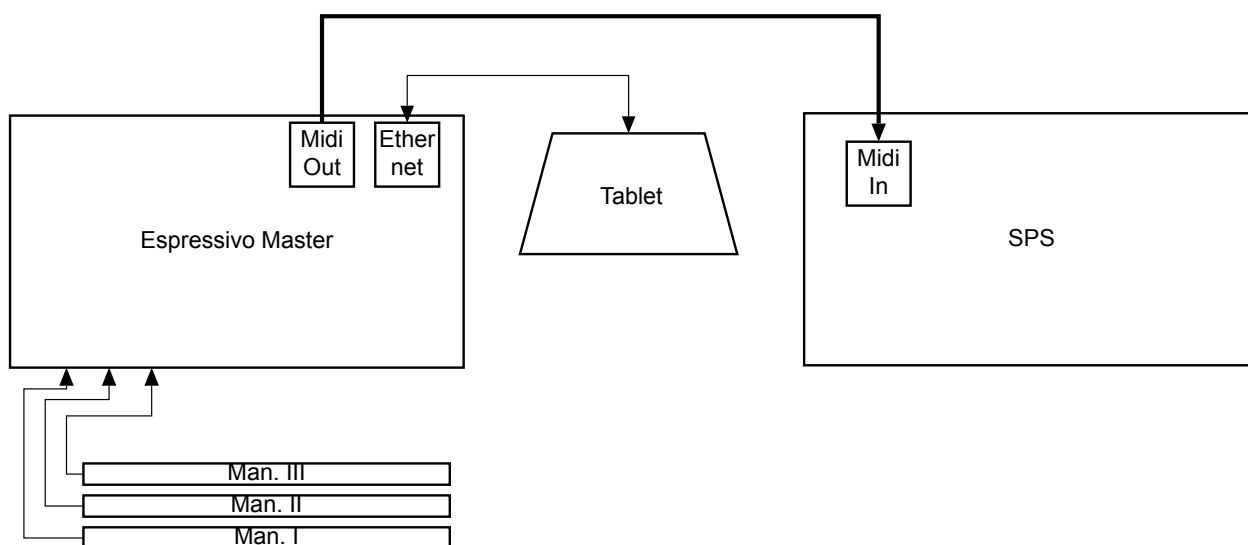 Midi
Out
Ether
net
Midi
In
Tablet
Espressivo Master
SPS
Man. III
Man. II
Man. I